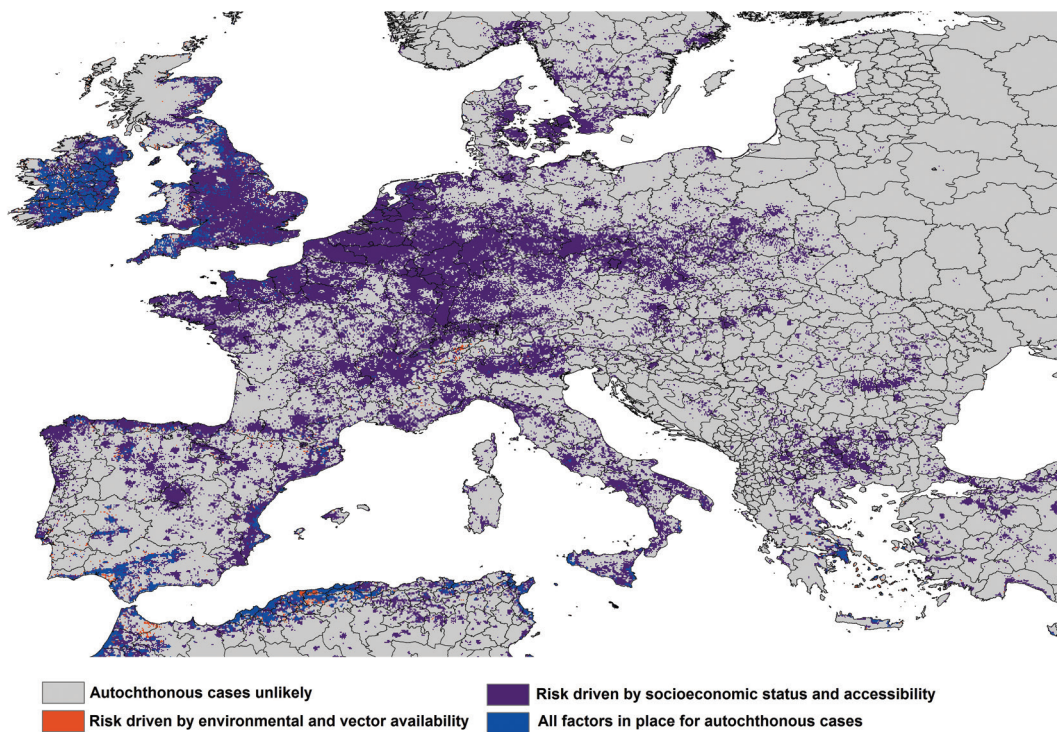 Autochthonous cases unlikely
Risk driven by socioeconomic status and accessibility
Risk driven by environmental and vector availability
All factors in place for autochthonous cases